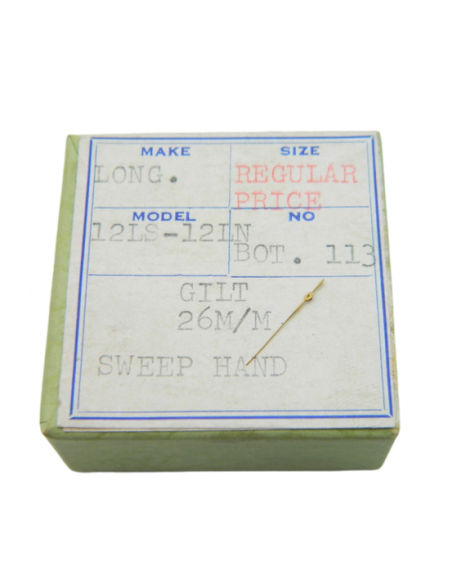 MAKE SIZE
LONG. REGULAR
PRICE
MODEL NO
12LS-12LN
BOT. 113
GILT
26M/M
SWEEP HAND